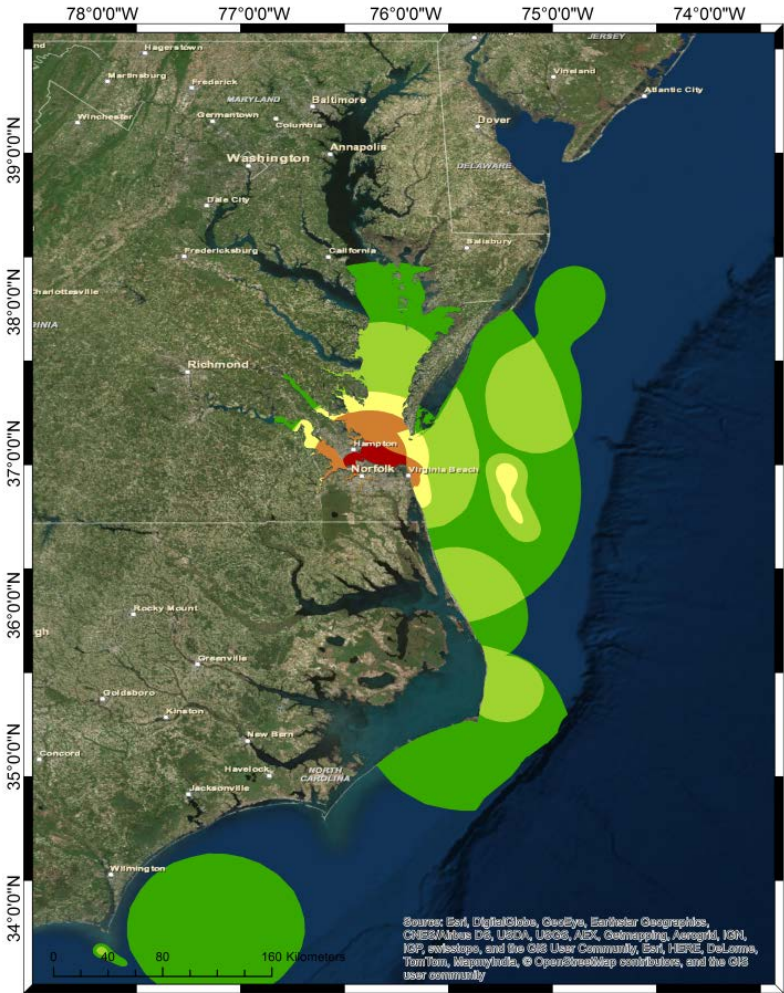 78°0'0"W 77°0'0"W 76°0'0"W 75°0'0"W 74°0'0"W
nd
JERSEY
Hagerstown
Martinsburg
Vineland
Frederick
Atlantic City
MARYLAND
Baltimore
Winchester
Germantown
Columbia
Dover
39°0'0"N
Annapolis
Washington
DELAWARE
Dale City
Salisbury
Fredericksburg
California
38°0'0"N
Charlottesville
DINIA
Richmond
37°0'0"N
Hampton
Norfolk
Virginia Beach
36°0'0"N
Rocky Mount
gh
Greenville
Goldsboro
Kinston
35°0'0"N
New Bern
Concord
Havelock
NORTH
CAROLINA
Jacksonville
Wilmington
34°0'0"N
Source: Esri, DigitalGlobe, GeoEye, Earthstar Geographics,
CNES/Airbus DS, USDA, USGS, AEX, Getmapping, Aerogrid, IGN,
IGP, swisstopo, and the GIS User Community, Esri, HERE, DeLorme,
TomTom, MapmyIndia, © OpenStreetMap contributors, and the GIS
user community
0 40 80 160 Kilometers